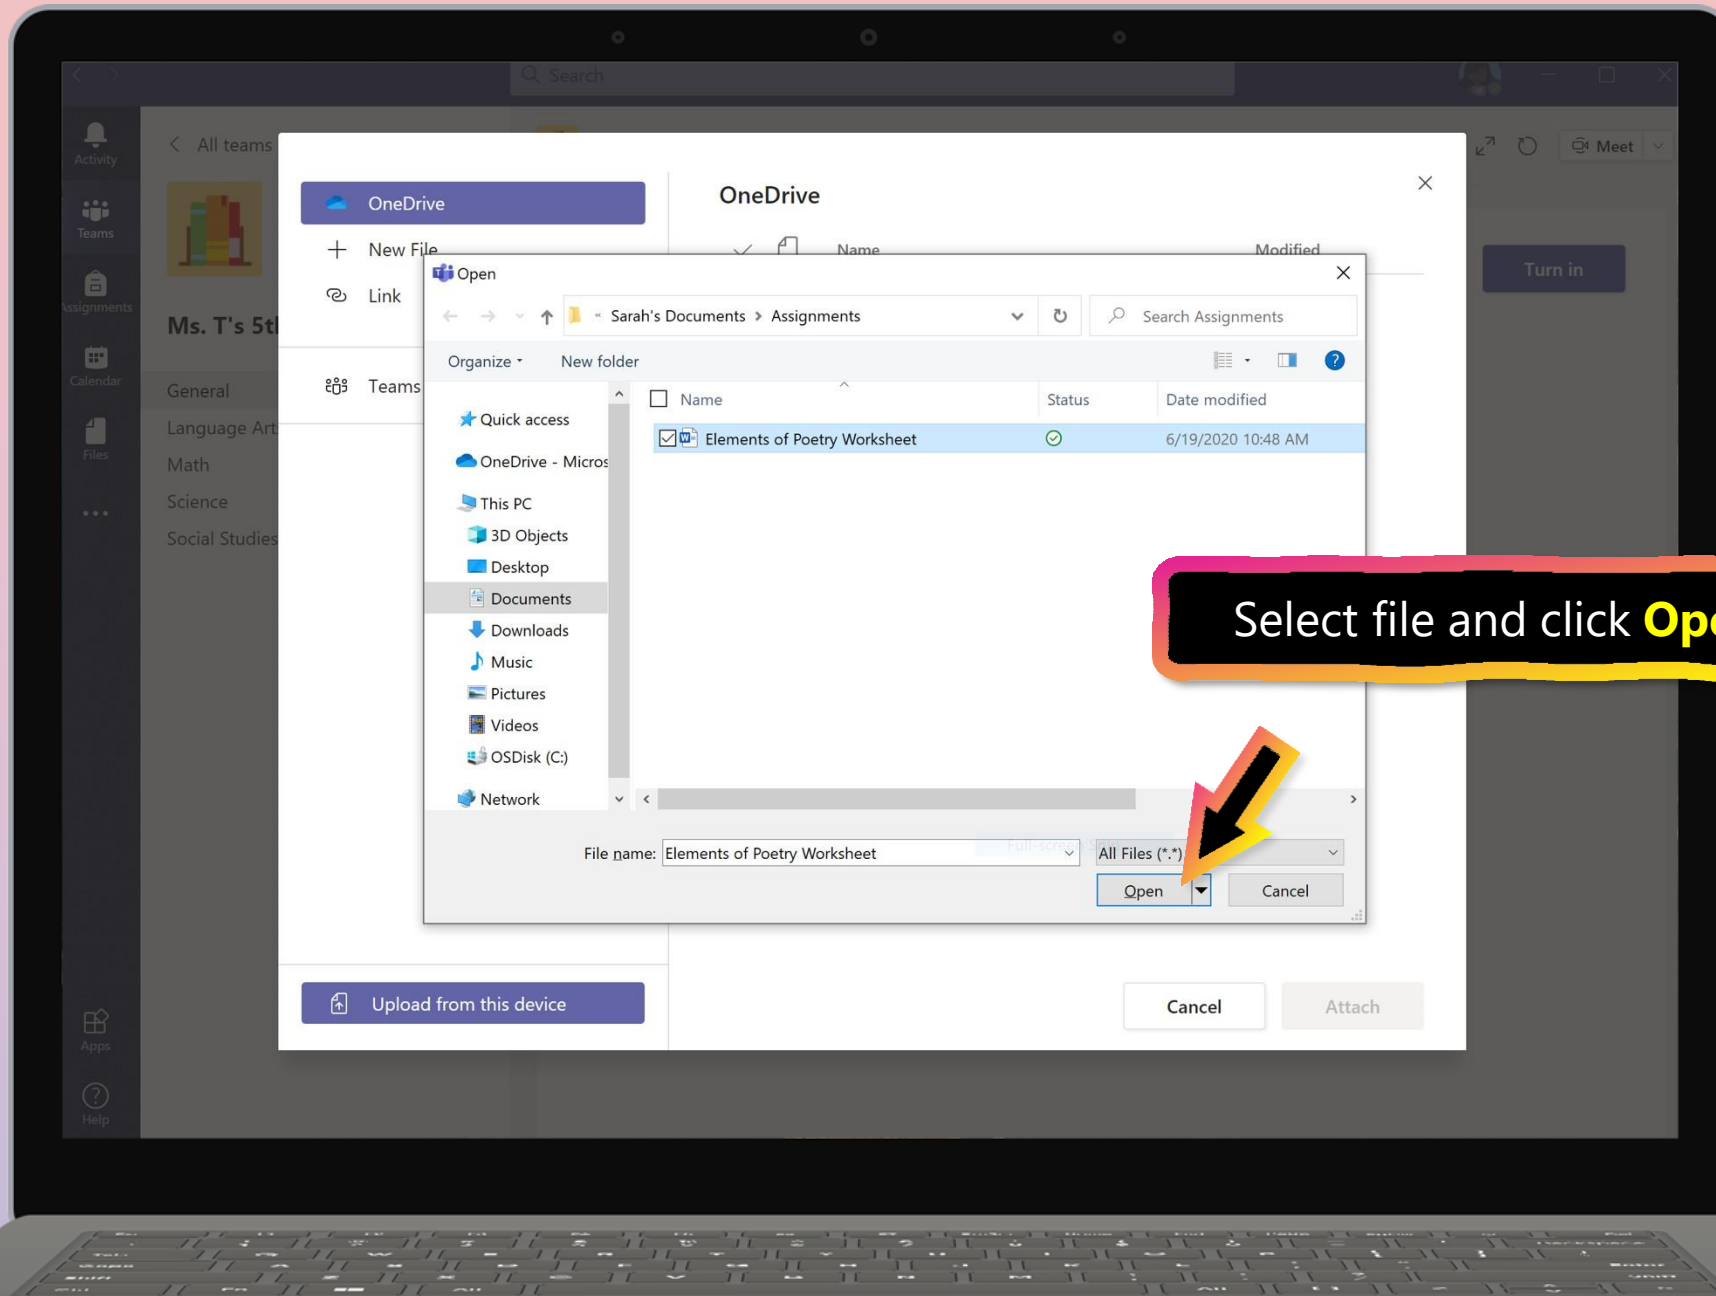 Search
Activity
All teams
Meet
OneDrive
OneDrive
Teams
New File
Name
Modified
Turn in
Open
Assignments
Link
Ms. T's 5th
« Sarah's Documents > Assignments
Search Assignments
Organize
New folder
Calendar
General
Teams
Name
Status
Date modified
Language Art
Quick access
Elements of Poetry Worksheet
6/19/2020 10:48 AM
Files
Math
OneDrive - Micros
Science
This PC
Social Studies
3D Objects
Desktop
Documents
Select file and click Ope
Downloads
Music
Pictures
Videos
OSDisk (C:)
Network
File name: Elements of Poetry Worksheet
All Files (*.*)
Open
Cancel
Upload from this device
Cancel
Attach
Apps
Help